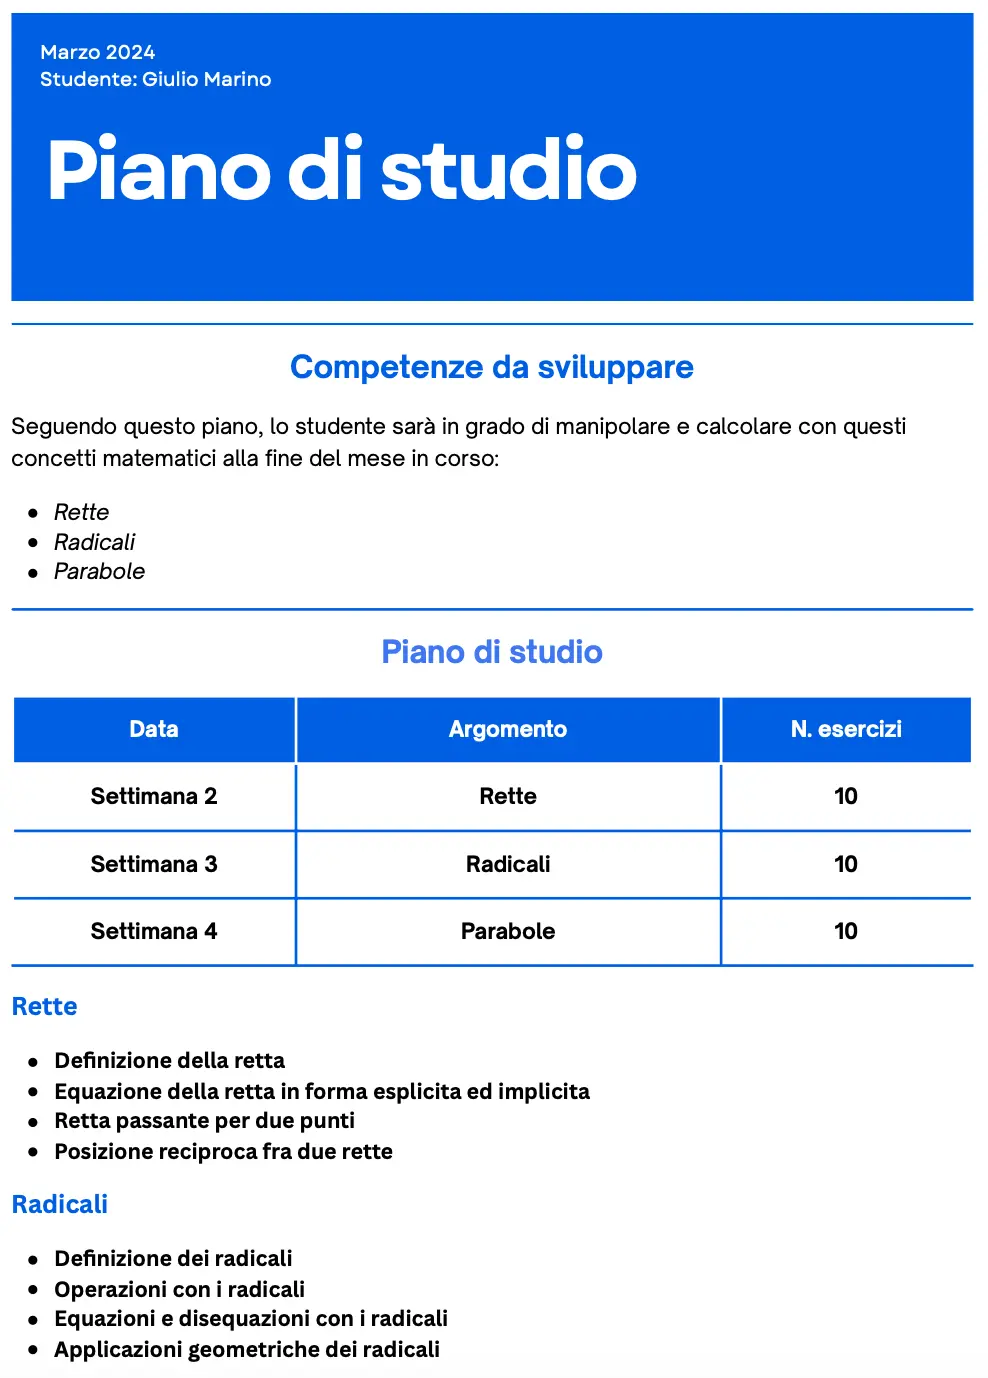 Marzo 2024
Studente: Giulio Marino
Piano di studio
Competenze da sviluppare
Seguendo questo piano, lo studente sarà in grado di manipolare e calcolare con questi
concetti matematici alla fine del mese in corso:
• Rette
• Radicali
• Parabole
Piano di studio
Data Argomento N. esercizi
Settimana 2 Rette 10
Settimana 3 Radicali 10
Settimana 4 Parabole 10
Rette
• Definizione della retta
• Equazione della retta in forma esplicita ed implicita
• Retta passante per due punti
• Posizione reciproca fra due rette
Radicali
• Definizione dei radicali
• Operazioni con i radicali
• Equazioni e disequazioni con i radicali
• Applicazioni geometriche dei radicali